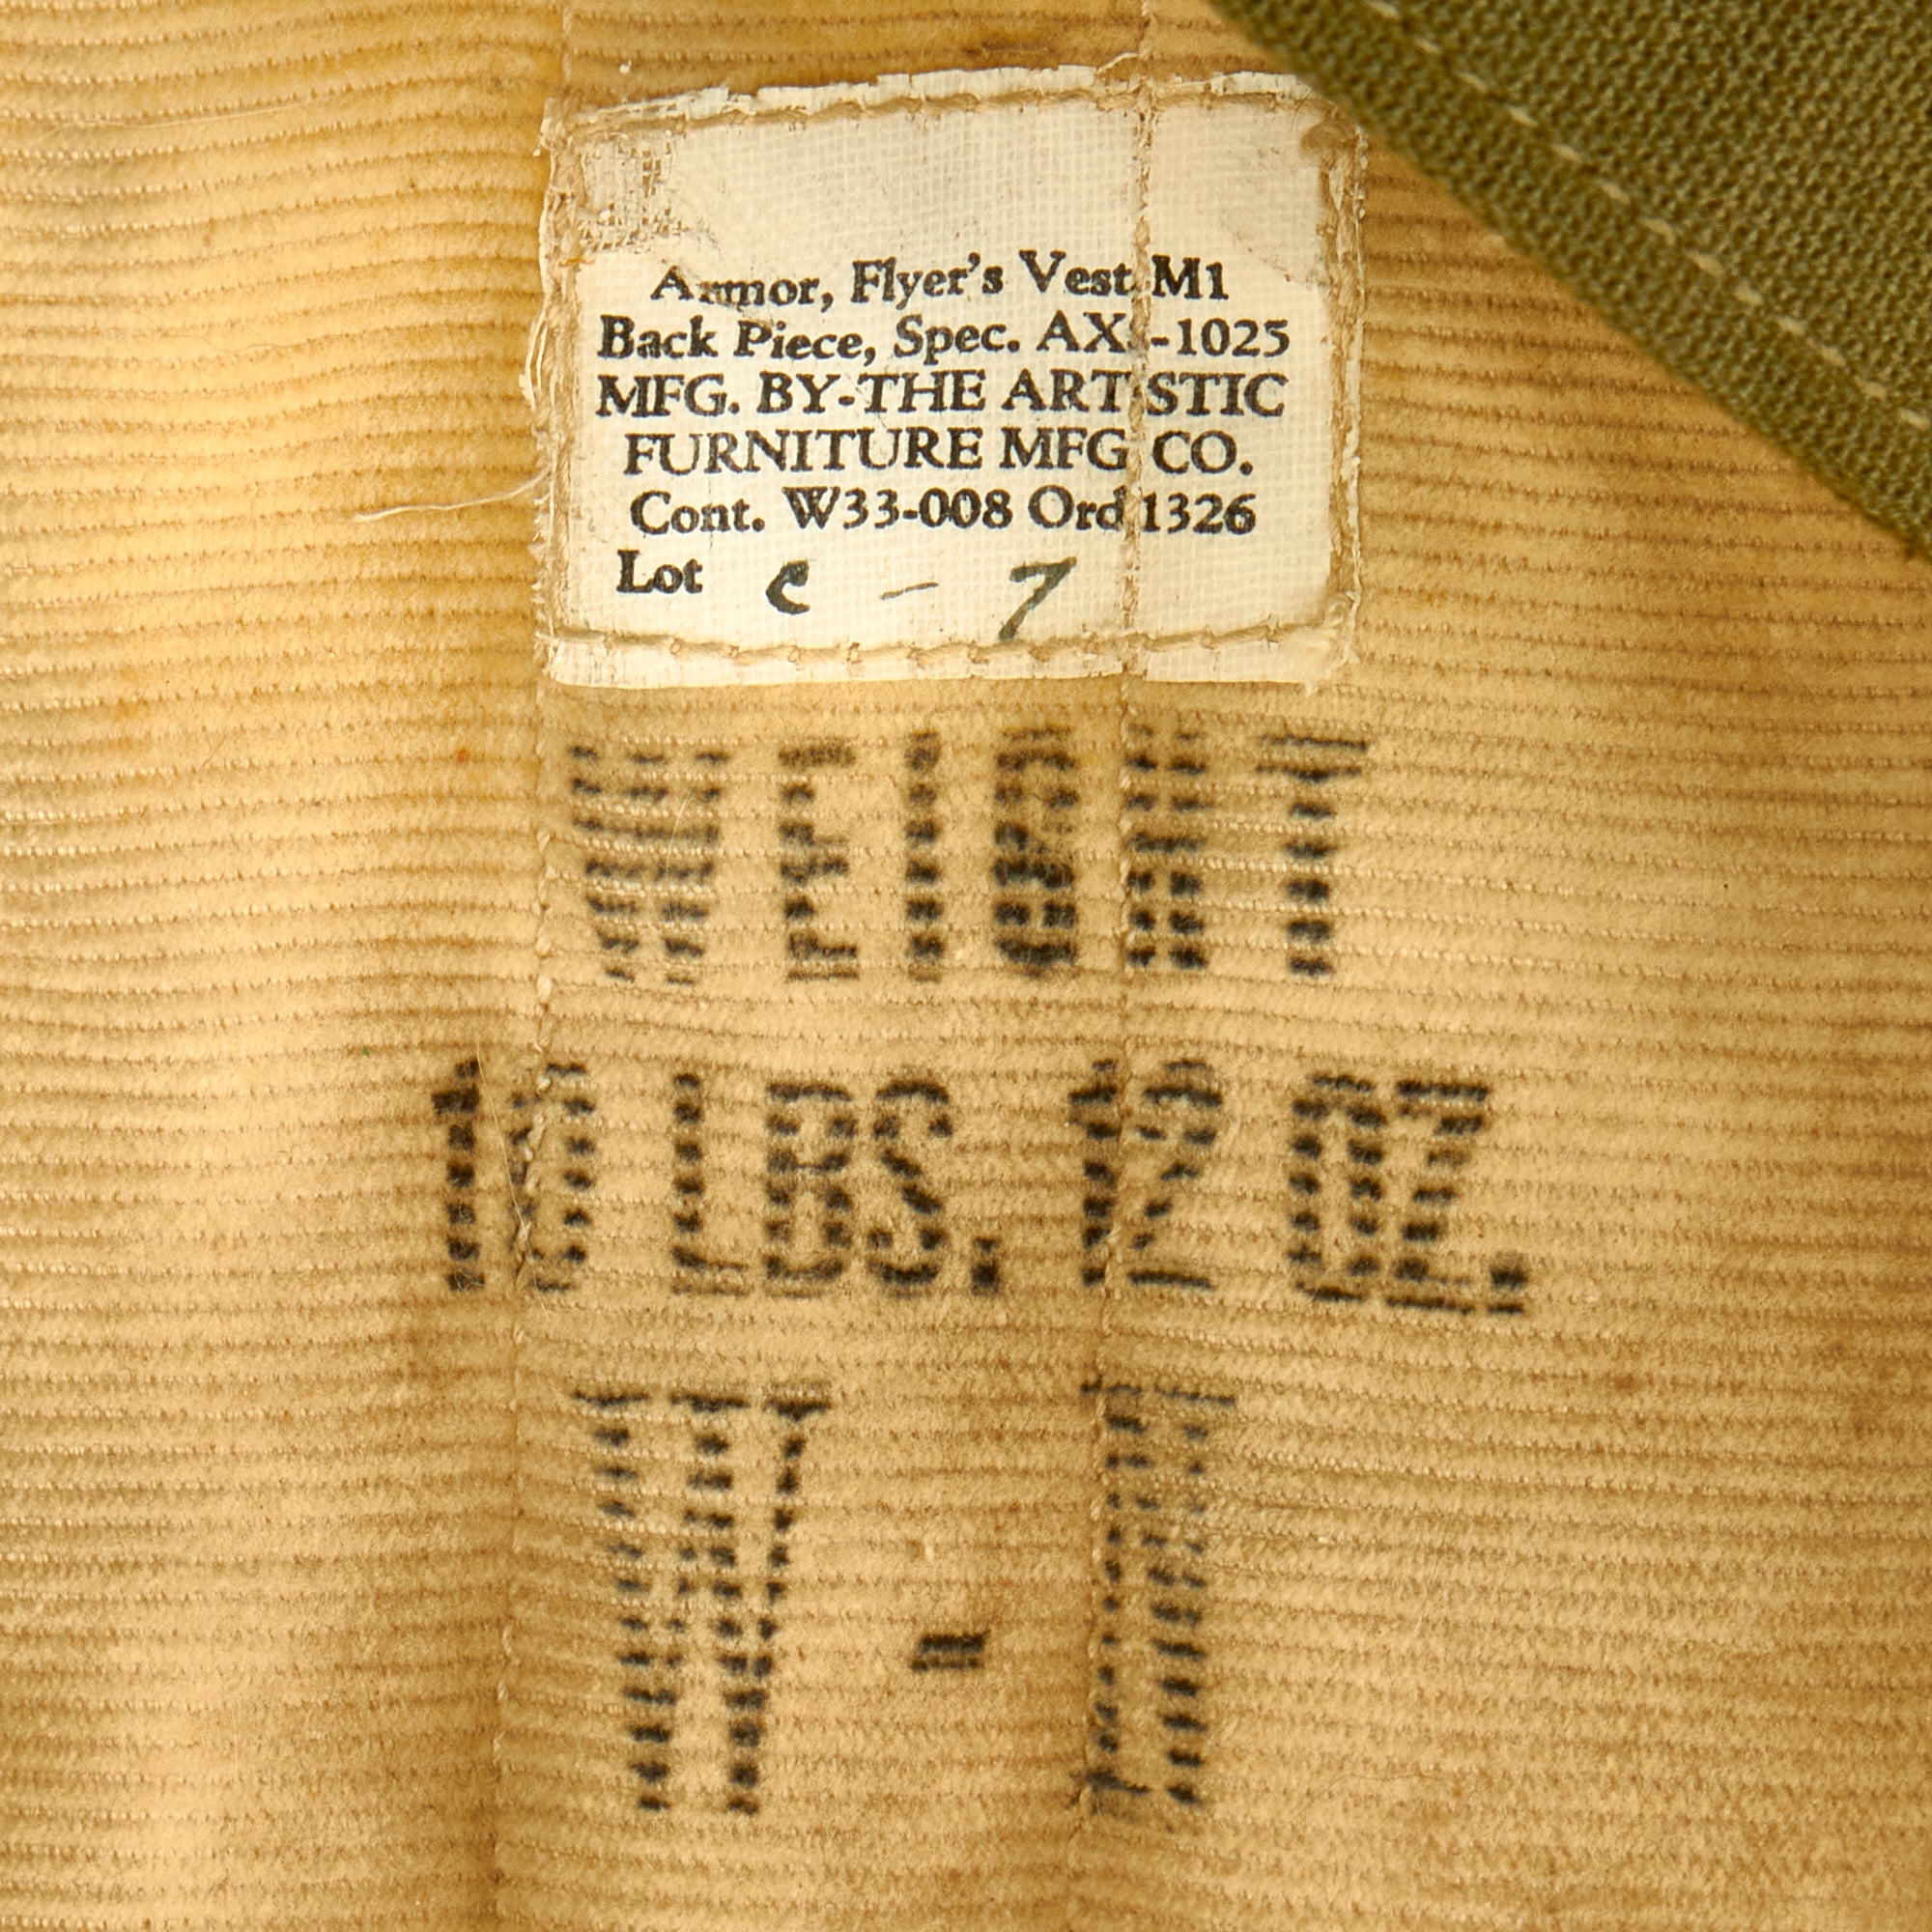 Armor, Flyer's Vest M1
Back Piece, Spec. AXS-1025
MFG. BY-THE ARTISTIC
FURNITURE MFG CO.
Cont. W33-008 Ord 1326
Lot C - 7
WEIGHT
LBS. 12 OZ.
W -